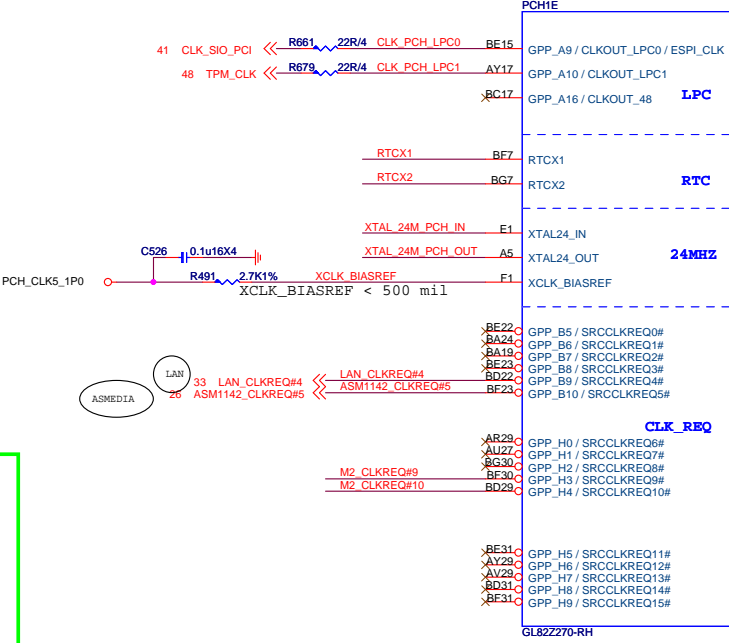 PCH1E
41 CLK_SIO_PCI R661 22R/4 CLK_PCH_LPC0 BE15 GPP_A9 / CLKOUT_LPC0 / ESPI_CLK
48 TPM_CLK R679 22R/4 CLK_PCH_LPC1 AY17 GPP_A10 / CLKOUT_LPC1
BC17 GPP_A16 / CLKOUT_48 LPC
RTCX1 BF7 RTCX1
RTCX2 BG7 RTCX2 RTC
XTAL_24M_PCH_IN E1 XTAL24_IN
XTAL_24M_PCH_OUT A5 XTAL24_OUT 24MHZ
C526 0.1u16X4
PCH_CLK5_1P0 R491 2.7K1% XCLK_BIASREF F1 XCLK_BIASREF
XCLK_BIASREF < 500 mil
BE22 GPP_B5 / SRCCLKREQ0#
BA24 GPP_B6 / SRCCLKREQ1#
BA19 GPP_B7 / SRCCLKREQ2#
BE23 GPP_B8 / SRCCLKREQ3#
LAN 33 LAN_CLKREQ#4 LAN_CLKREQ#4 BD22 GPP_B9 / SRCCLKREQ4#
ASMEDIA 26 ASM1142_CLKREQ#5 ASM1142_CLKREQ#5 BF23 GPP_B10 / SRCCLKREQ5#
CLK_REQ
AR29 GPP_H0 / SRCCLKREQ6#
AU27 GPP_H1 / SRCCLKREQ7#
BG30 GPP_H2 / SRCCLKREQ8#
M2_CLKREQ#9 BF30 GPP_H3 / SRCCLKREQ9#
M2_CLKREQ#10 BD29 GPP_H4 / SRCCLKREQ10#
BE31 GPP_H5 / SRCCLKREQ11#
AY29 GPP_H6 / SRCCLKREQ12#
AV29 GPP_H7 / SRCCLKREQ13#
BD31 GPP_H8 / SRCCLKREQ14#
BF31 GPP_H9 / SRCCLKREQ15#
GL82Z270-RH